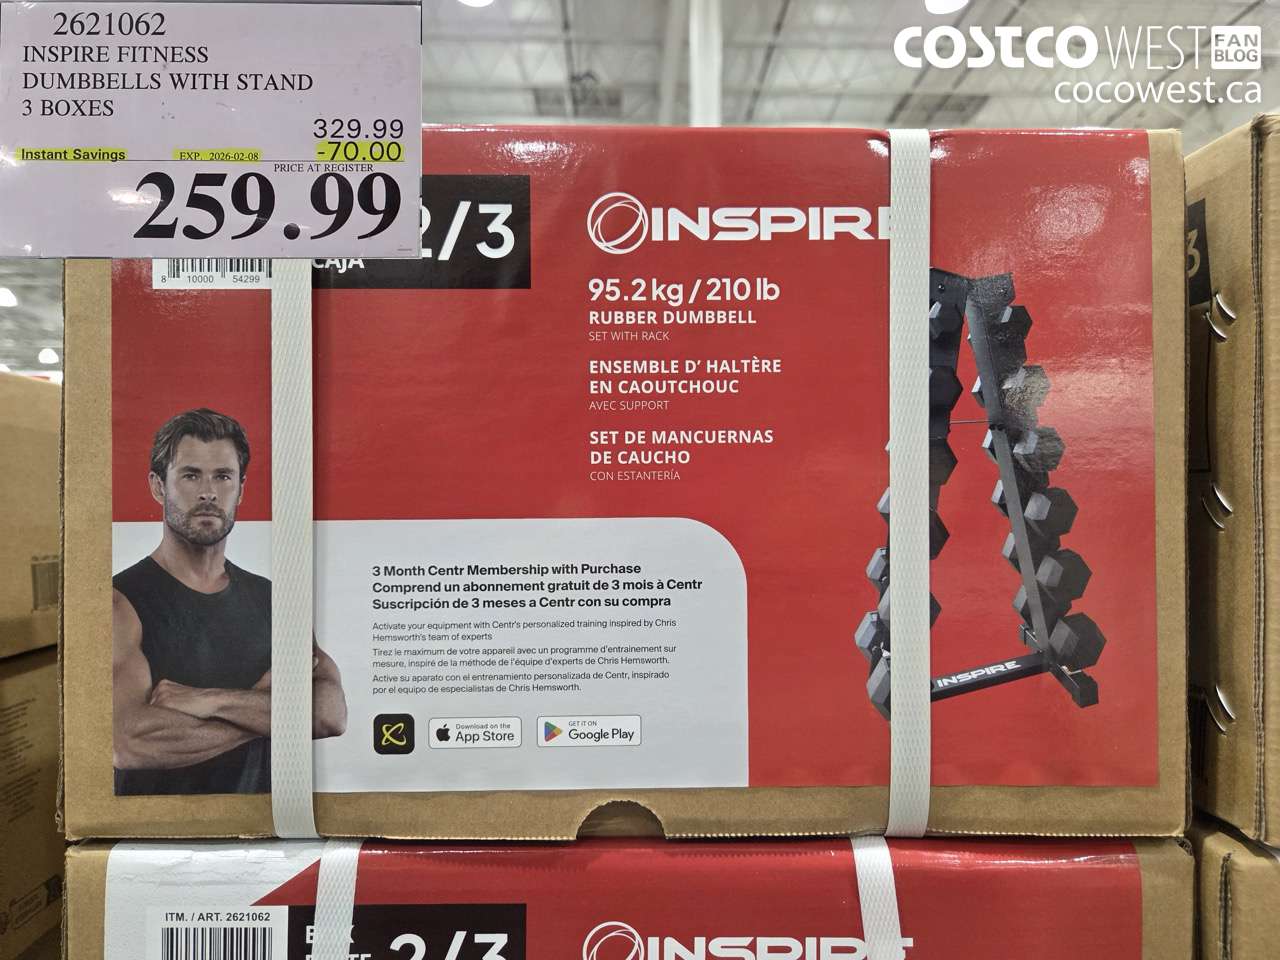 2621062
INSPIRE FITNESS
DUMBBELLS WITH STAND
3 BOXES
329.99
Instant Savings EXP. 2026-02-08 -70.00
PRICE AT REGISTER
259.99
COSTCO WEST FAN BLOG
cocowest.ca
CAJA
2/3
8 10000 54299
INSPIRE
95.2 kg / 210 lb
RUBBER DUMBBELL
SET WITH RACK
ENSEMBLE D' HALTÈRE
EN CAOUTCHOUC
AVEC SUPPORT
SET DE MANCUERNAS
DE CAUCHO
CON ESTANTERÍA
INSPIRE
3 Month Centr Membership with Purchase
Comprend un abonnement gratuit de 3 mois à Centr
Suscripción de 3 meses a Centr con su compra
Activate your equipment with Centr's personalized training inspired by Chris
Hemsworth's team of experts
Tirez le maximum de votre appareil avec un programme d'entrainement sur
mesure, inspiré de la méthode de l'équipe d'experts de Chris Hemsworth.
Active su aparato con el entrenamiento personalizado de Centr, inspirado
por el equipo de especialistas de Chris Hemsworth.
Download on the
App Store
GET IT ON
Google Play
3
ITM. / ART. 2621062
2/3
INSPIRE